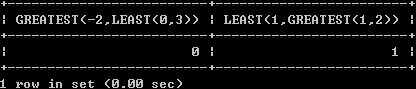 +-----------------------+-----------------------+
| GREATEST(-2,LEAST(0,3)) | LEAST(1,GREATEST(1,2)) |
+-----------------------+-----------------------+
| 0 | 1 |
+-----------------------+-----------------------+
1 row in set (0.00 sec)